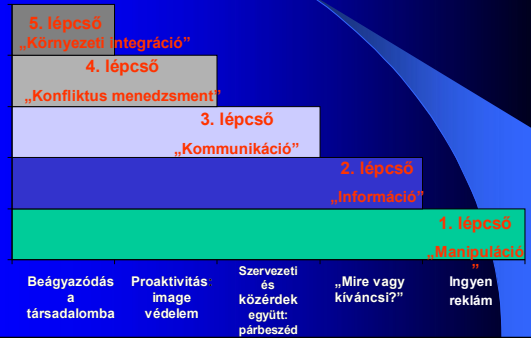 5. lépcső
„Környezeti integráció”
4. lépcső
„Konfliktus menedzsment”
3. lépcső
„Kommunikáció”
2. lépcső
„Információ”
1. lépcső
„Manipuláció
”
Beágyazódás
a
társadalomba
Proaktivitás
image
védelem
Szervezeti
és
közérdek
együtt:
párbeszéd
„Mire vagy
kíváncsi?”
Ingyen
reklám